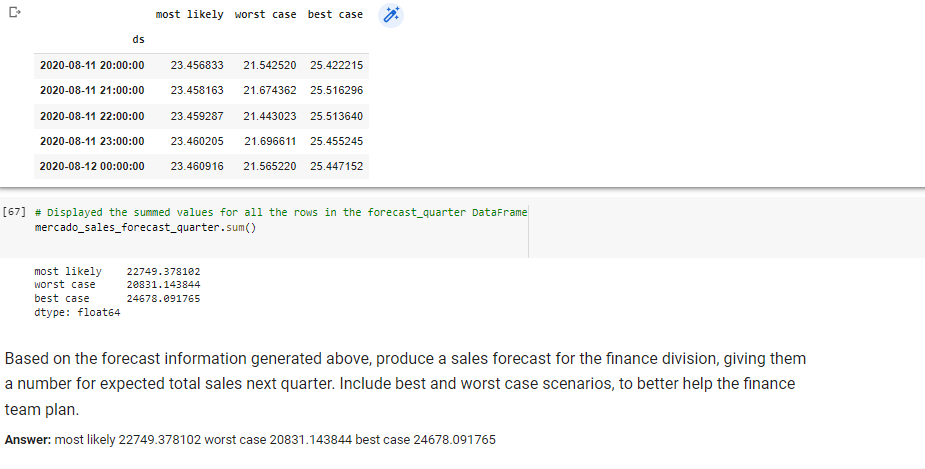 most likely worst case best case
ds
2020-08-11 20:00:00 23.456833 21.542520 25.422215
2020-08-11 21:00:00 23.458163 21.674362 25.516296
2020-08-11 22:00:00 23.459287 21.443023 25.513640
2020-08-11 23:00:00 23.460205 21.696611 25.455245
2020-08-12 00:00:00 23.460916 21.565220 25.447152
[67] # Displayed the summed values for all the rows in the forecast_quarter DataFrame
mercado_sales_forecast_quarter.sum()
most likely 22749.378102
worst case 20831.143844
best case 24678.091765
dtype: float64
Based on the forecast information generated above, produce a sales forecast for the finance division, giving them
a number for expected total sales next quarter. Include best and worst case scenarios, to better help the finance
team plan.
Answer: most likely 22749.378102 worst case 20831.143844 best case 24678.091765